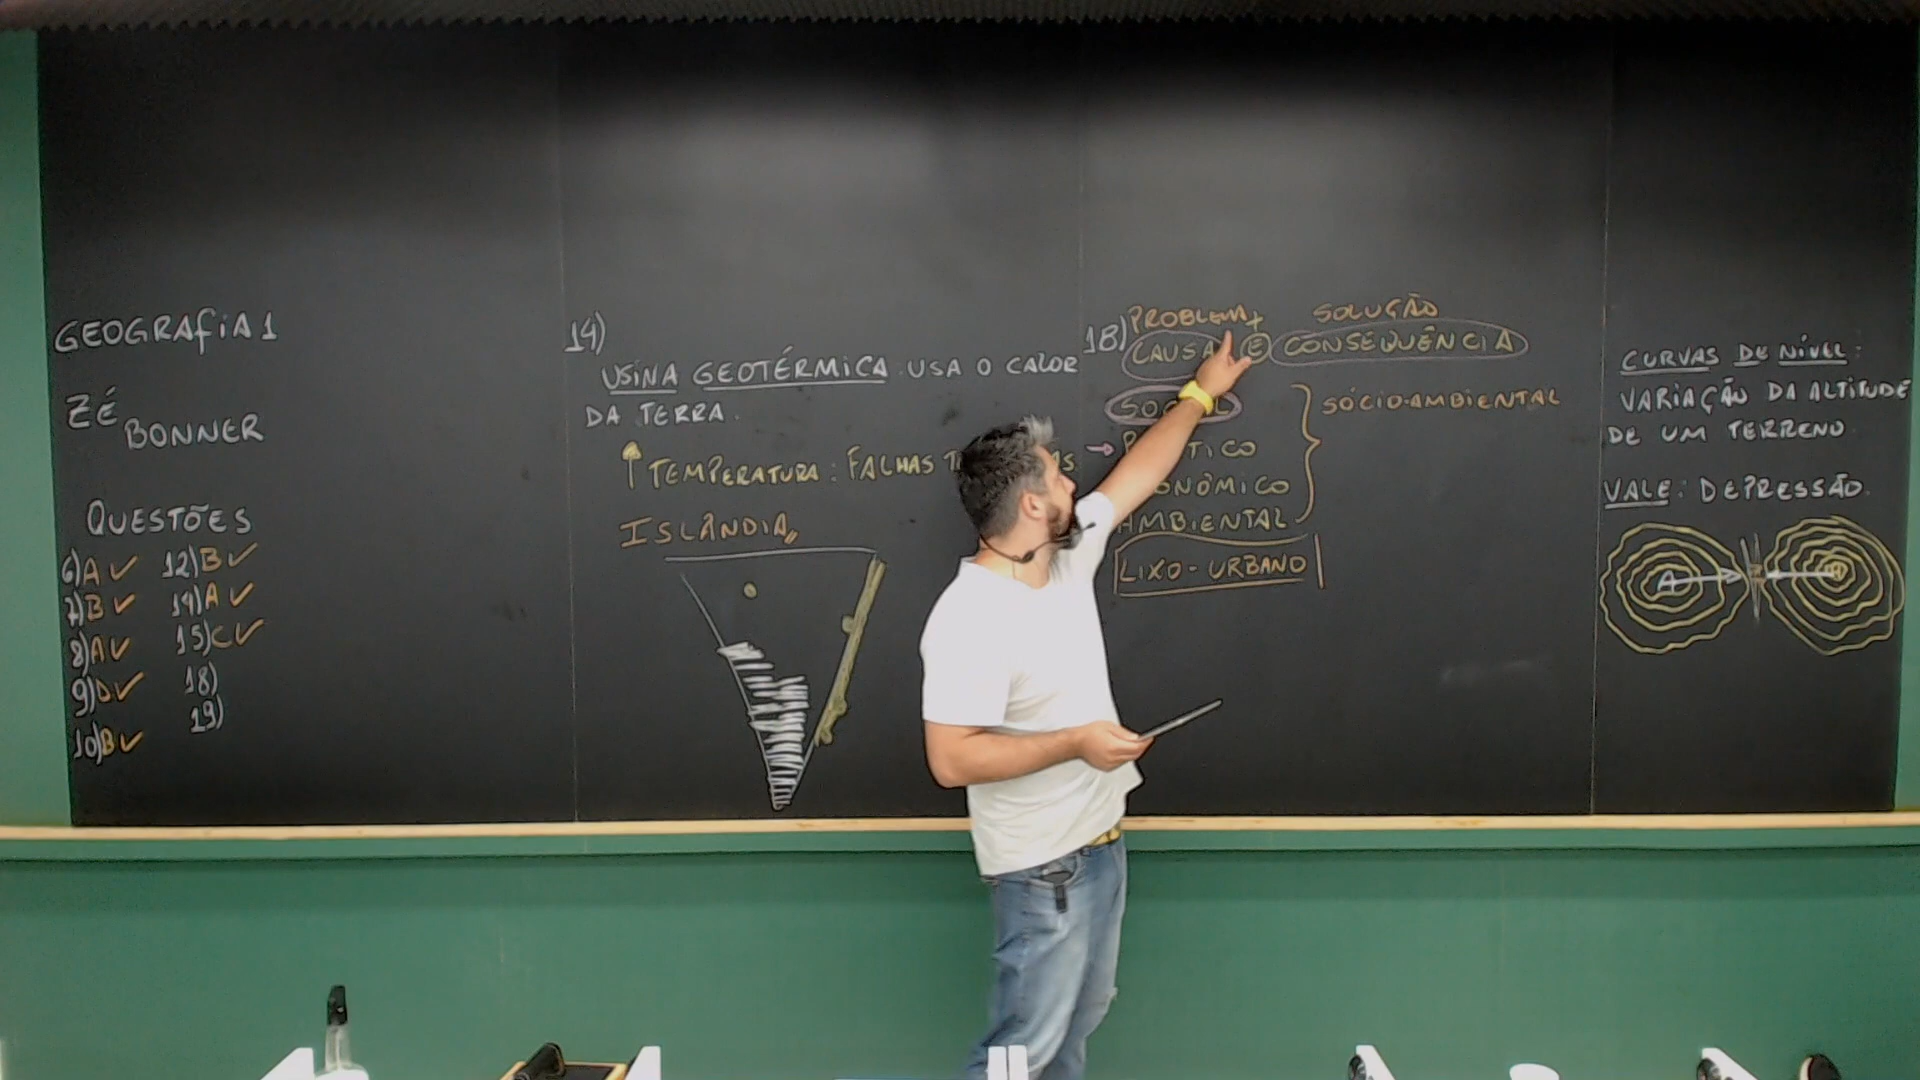 GEOGRAFIA 1
ZÉ
BONNER
QUESTÕES
6) A ✓ 12) B ✓
7) B ✓ 14) A ✓
8) A ✓ 15) C ✓
9) D ✓ 18)
10) B ✓ 19)
14)
USINA GEOTÉRMICA: USA O CALOR
DA TERRA.
↑ TEMPERATURA: FALHAS
ISLÂNDIA
18) PROBLEMA + SOLUÇÃO
CAUSA E CONSEQUÊNCIA
SÓCIO-AMBIENTAL
AMBIENTAL
LIXO-URBANO
CURVAS DE NÍVEL:
VARIAÇÃO DA ALTITUDE
DE UM TERRENO
VALE: DEPRESSÃO.
A